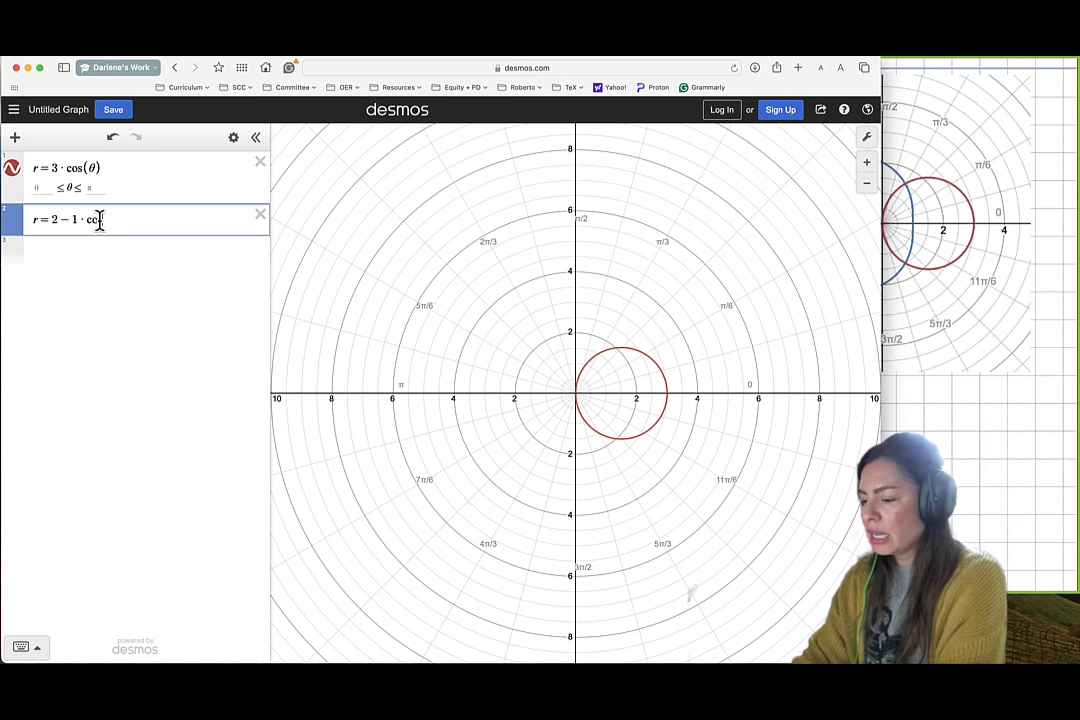 Darlene's Work
desmos.com
A A
Curriculum
SCC
Committee
OER
Resources
Equity + PD
Roberto
TeX
Yahoo!
Proton
Grammarly
Untitled Graph
Save
desmos
Log In
or
Sign Up
1
r = 3 · cos(θ)
0 ≤ θ ≤ π
2
r = 2 − 1 · co
3
powered by
desmos
8
6
π/2
2π/3
π/3
4
5π/6
π/6
2
π
0
10 8 6 4 2 2 4 6 8 10
2
7π/6
11π/6
4
4π/3
5π/3
3π/2
6
8
π/2
π/3
π/6
0
2 4
11π/6
5π/3
3π/2